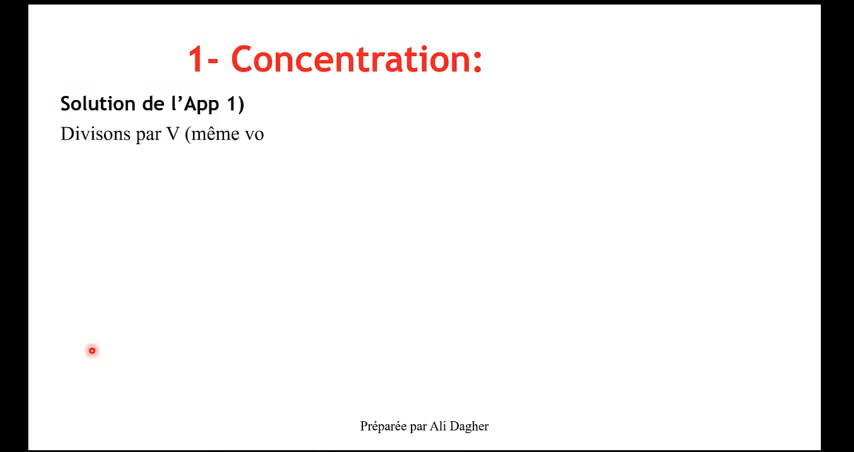 1- Concentration:
Solution de l’App 1)
Divisons par V (même vo
Préparée par Ali Dagher